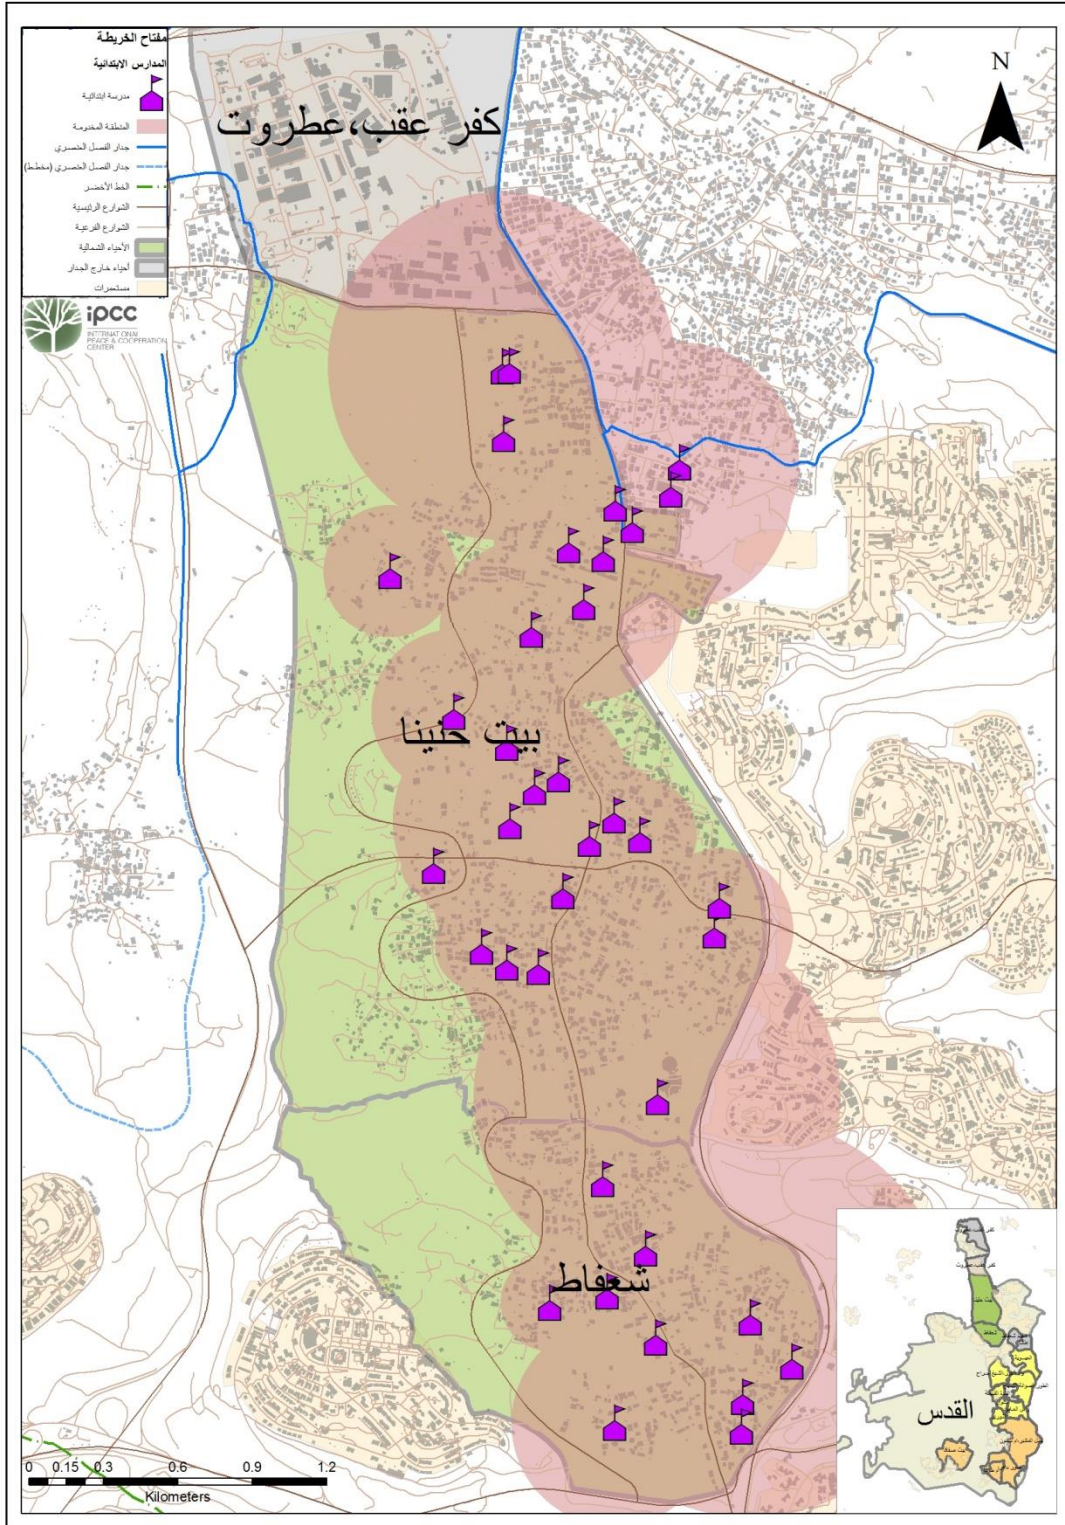 مفتاح الخريطة
المدارس الابتدائية
مدرسة ابتدائية
المنطقة المخدومة
جدار الفصل العنصري
جدار الفصل العنصري (مخطط)
الخط الأخضر
الشوارع الرئيسية
الشوارع الفرعية
الأحياء الشمالية
أحياء خارج الجدار
مستعمرات
ipcc
INTERNATIONAL
PEACE & COOPERATION
CENTER
كفر عقب،عطروت
N
بيت حنينا
شعفاط
القدس
0 0.15 0.3 0.6 0.9 1.2
Kilometers